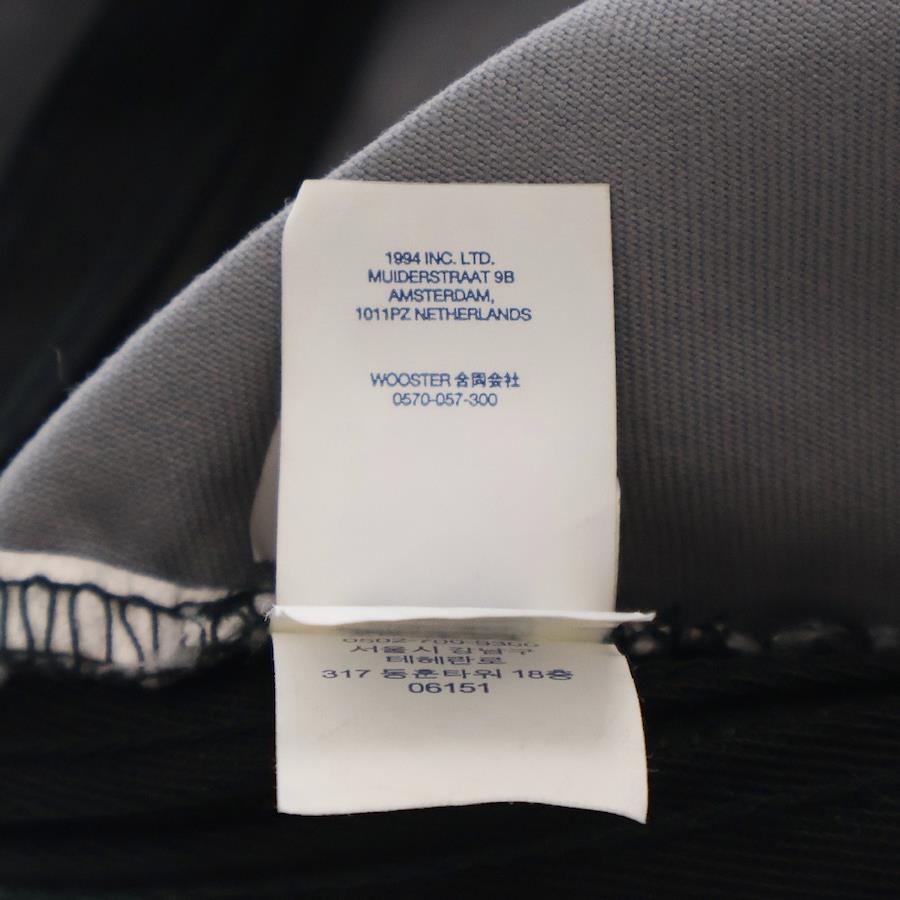 1994 INC. LTD.
MUIDERSTRAAT 9B
AMSTERDAM,
1011PZ NETHERLANDS
WOOSTER 合同会社
0570-057-300
서울시 강남구
테헤란로
317 동훈타워 18층
06151